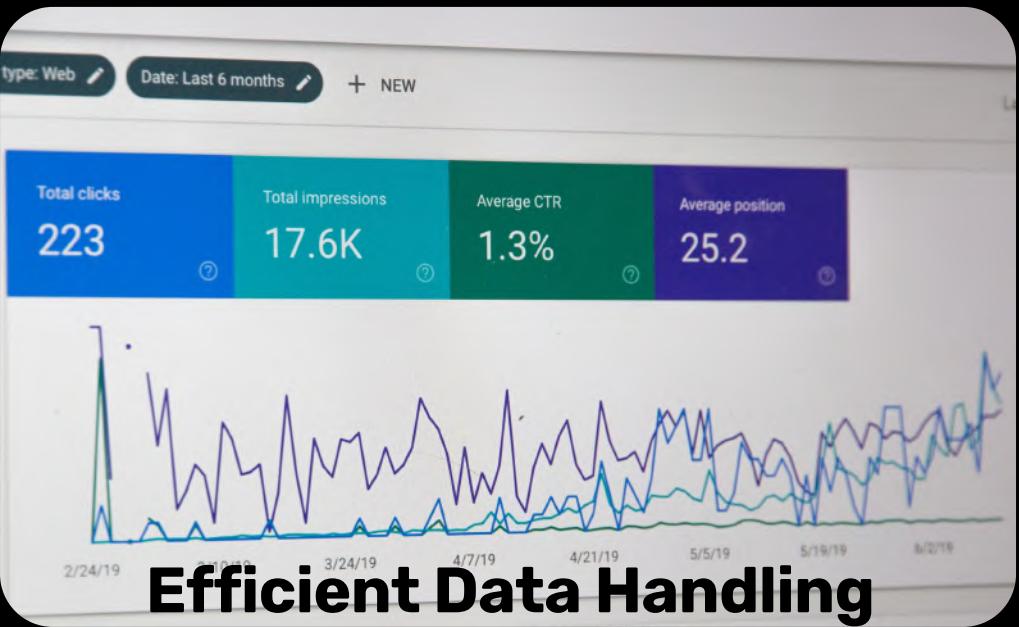 type: Web
Date: Last 6 months
+ NEW
Total clicks
223
Total impressions
17.6K
Average CTR
1.3%
Average position
25.2
2/24/19
3/24/19
4/7/19
4/21/19
5/5/19
5/19/19
6/2/19
Efficient Data Handling